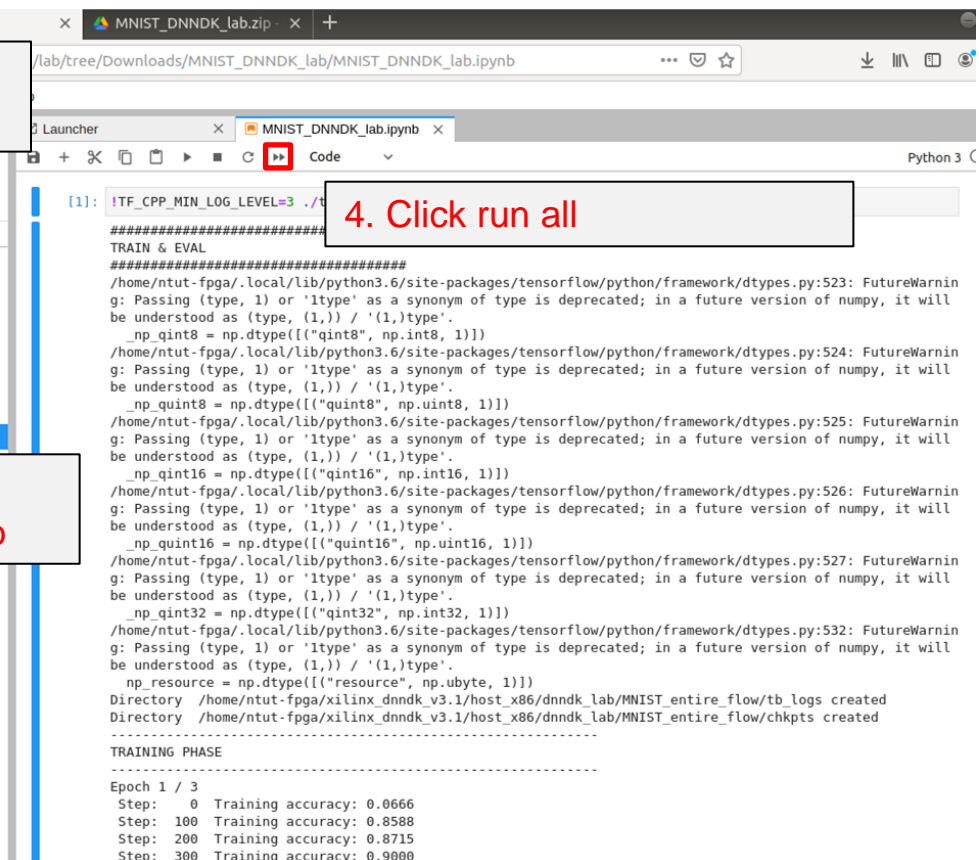 MNIST_DNNDK_lab.zip -
/lab/tree/Downloads/MNIST_DNNDK_lab/MNIST_DNNDK_lab.ipynb
Launcher
MNIST_DNNDK_lab.ipynb
Code
Python 3
4. Click run all
[1]: !TF_CPP_MIN_LOG_LEVEL=3 ./t
###########################
TRAIN & EVAL
#####################################
/home/ntut-fpga/.local/lib/python3.6/site-packages/tensorflow/python/framework/dtypes.py:523: FutureWarnin
g: Passing (type, 1) or '1type' as a synonym of type is deprecated; in a future version of numpy, it will
be understood as (type, (1,)) / '(1,)type'.
_np_qint8 = np.dtype([("qint8", np.int8, 1)])
/home/ntut-fpga/.local/lib/python3.6/site-packages/tensorflow/python/framework/dtypes.py:524: FutureWarnin
g: Passing (type, 1) or '1type' as a synonym of type is deprecated; in a future version of numpy, it will
be understood as (type, (1,)) / '(1,)type'.
_np_quint8 = np.dtype([("quint8", np.uint8, 1)])
/home/ntut-fpga/.local/lib/python3.6/site-packages/tensorflow/python/framework/dtypes.py:525: FutureWarnin
g: Passing (type, 1) or '1type' as a synonym of type is deprecated; in a future version of numpy, it will
be understood as (type, (1,)) / '(1,)type'.
_np_qint16 = np.dtype([("qint16", np.int16, 1)])
/home/ntut-fpga/.local/lib/python3.6/site-packages/tensorflow/python/framework/dtypes.py:526: FutureWarnin
g: Passing (type, 1) or '1type' as a synonym of type is deprecated; in a future version of numpy, it will
be understood as (type, (1,)) / '(1,)type'.
_np_quint16 = np.dtype([("quint16", np.uint16, 1)])
/home/ntut-fpga/.local/lib/python3.6/site-packages/tensorflow/python/framework/dtypes.py:527: FutureWarnin
g: Passing (type, 1) or '1type' as a synonym of type is deprecated; in a future version of numpy, it will
be understood as (type, (1,)) / '(1,)type'.
_np_qint32 = np.dtype([("qint32", np.int32, 1)])
/home/ntut-fpga/.local/lib/python3.6/site-packages/tensorflow/python/framework/dtypes.py:532: FutureWarnin
g: Passing (type, 1) or '1type' as a synonym of type is deprecated; in a future version of numpy, it will
be understood as (type, (1,)) / '(1,)type'.
np_resource = np.dtype([("resource", np.ubyte, 1)])
Directory  /home/ntut-fpga/xilinx_dnndk_v3.1/host_x86/dnndk_lab/MNIST_entire_flow/tb_logs created
Directory  /home/ntut-fpga/xilinx_dnndk_v3.1/host_x86/dnndk_lab/MNIST_entire_flow/chkpts created
-------------------------------------------------------------
TRAINING PHASE
-------------------------------------------------------------
Epoch 1 / 3
Step:    0  Training accuracy: 0.0666
Step:  100  Training accuracy: 0.8588
Step:  200  Training accuracy: 0.8715
Step:  300  Training accuracy: 0.9000